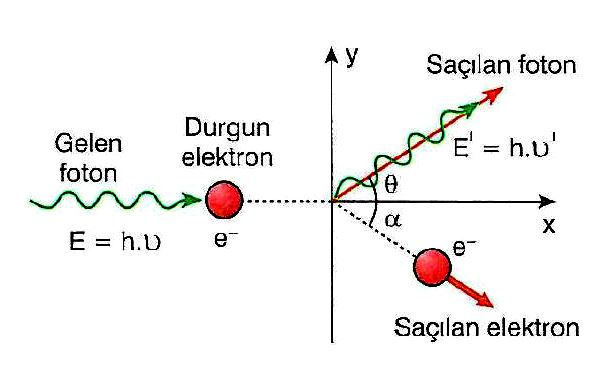 y
Saçılan foton
Gelen
foton
Durgun
elektron
E' = h.υ'
θ
α
x
E = h.υ
e⁻
e⁻
Saçılan elektron